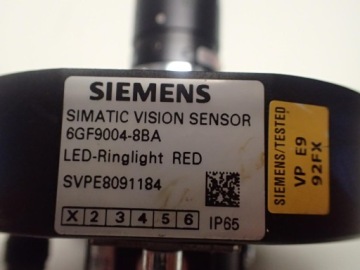 SIEMENS
SIMATIC VISION SENSOR
6GF9004-8BA
LED-Ringlight RED
SVPE8091184
X 2 3 4 5 6 IP65
SIEMENS/TESTED
VP E9
92FX